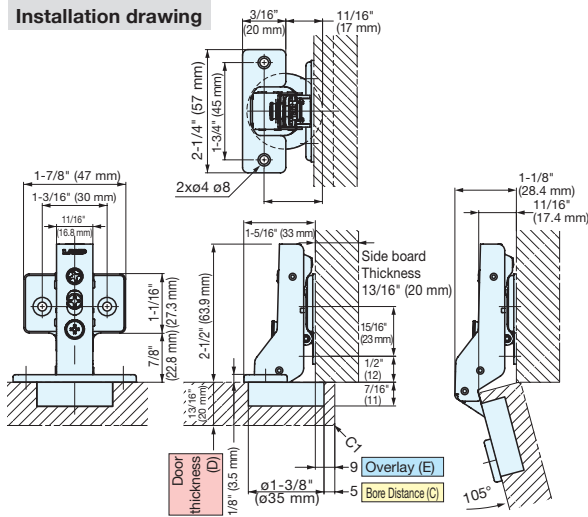 Installation drawing
3/16"
(20 mm)
11/16"
(17 mm)
2-1/4" (57 mm)
1-3/4" (45 mm)
2xø4 ø8
1-7/8" (47 mm)
1-3/16" (30 mm)
11/16"
(16.8 mm)
LAMP
1-1/16"
(27.3 mm)
7/8"
(22.8 mm)
1-5/16" (33 mm)
Side board
Thickness
13/16" (20 mm)
2-1/2" (63.9 mm)
15/16"
(23 mm)
1/2"
(12)
7/16"
(11)
13/16"
(20 mm)
Door
thickness
(D)
1/8" (3.5 mm)
ø1-3/8"
(ø35 mm)
C1
9 Overlay (E)
5 Bore Distance (C)
1-1/8"
(28.4 mm)
11/16"
(17.4 mm)
105°